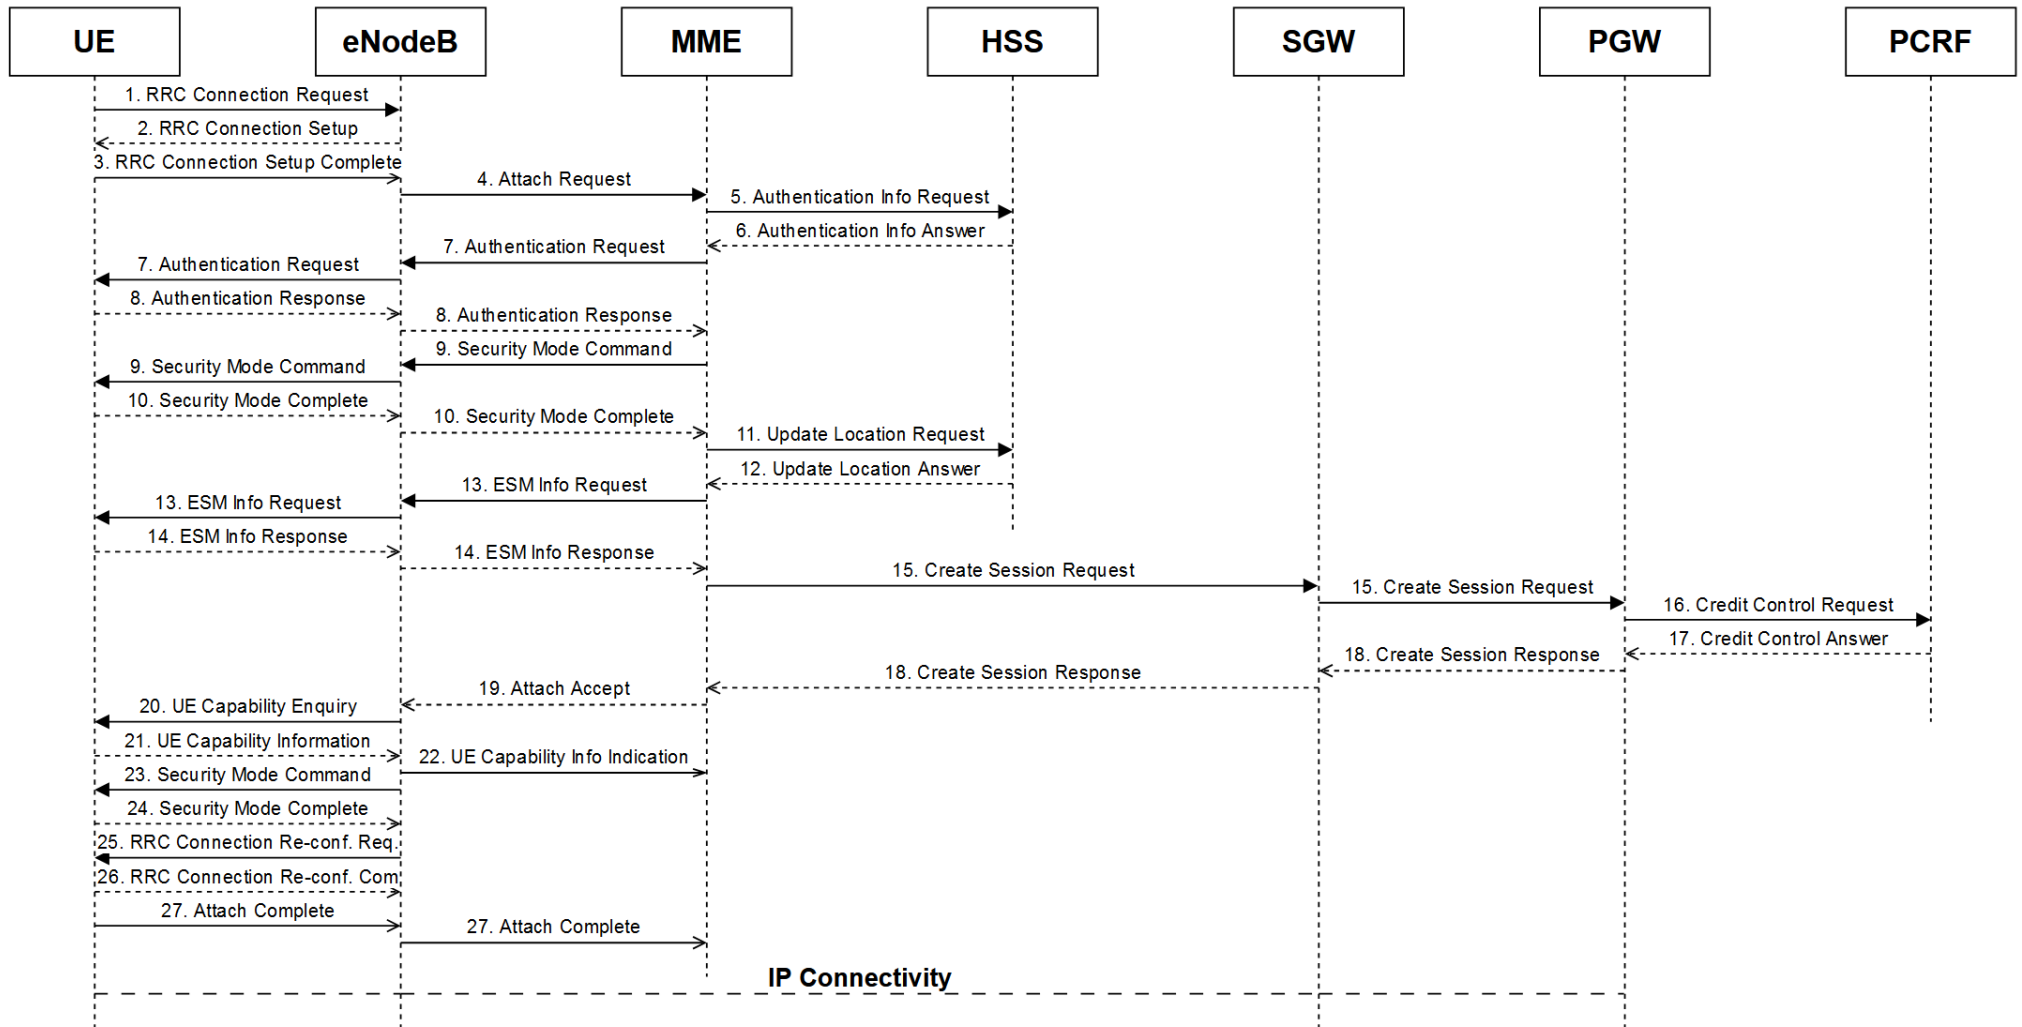 UE
eNodeB
MME
HSS
SGW
PGW
PCRF
1. RRC Connection Request
2. RRC Connection Setup
3. RRC Connection Setup Complete
4. Attach Request
5. Authentication Info Request
6. Authentication Info Answer
7. Authentication Request
7. Authentication Request
8. Authentication Response
8. Authentication Response
9. Security Mode Command
9. Security Mode Command
10. Security Mode Complete
10. Security Mode Complete
11. Update Location Request
12. Update Location Answer
13. ESM Info Request
13. ESM Info Request
14. ESM Info Response
14. ESM Info Response
15. Create Session Request
15. Create Session Request
16. Credit Control Request
17. Credit Control Answer
18. Create Session Response
18. Create Session Response
19. Attach Accept
20. UE Capability Enquiry
21. UE Capability Information
22. UE Capability Info Indication
23. Security Mode Command
24. Security Mode Complete
25. RRC Connection Re-conf. Req.
26. RRC Connection Re-conf. Com
27. Attach Complete
27. Attach Complete
IP Connectivity